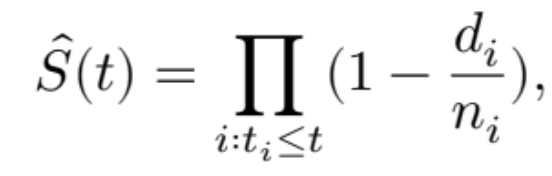 Ŝ(t) = ∏_{i:t_i≤t} (1 − d_i/n_i),